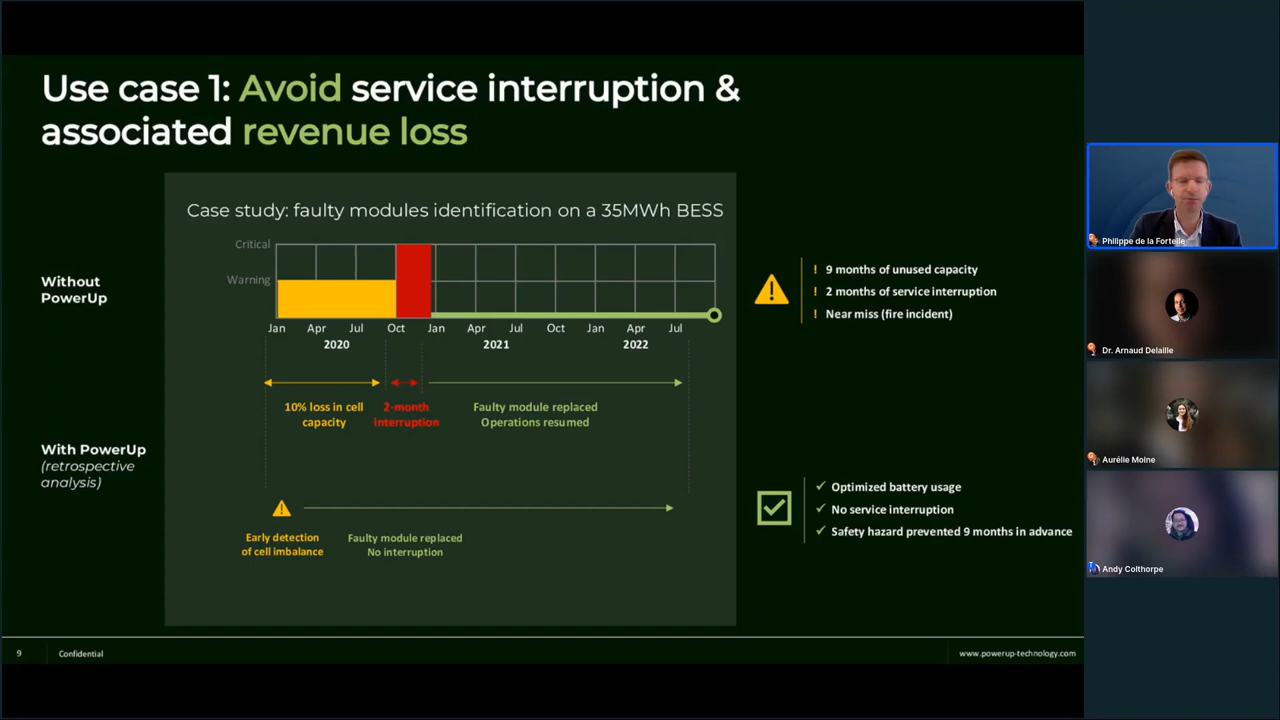 Use case 1: Avoid service interruption &
associated revenue loss
Case study: faulty modules identification on a 35MWh BESS
Critical
Warning
Without
PowerUp
Jan Apr Jul Oct Jan Apr Jul Oct Jan Apr Jul
2020 2021 2022
10% loss in cell
capacity
2-month
interruption
Faulty module replaced
Operations resumed
! 9 months of unused capacity
! 2 months of service interruption
! Near miss (fire incident)
With PowerUp
(retrospective
analysis)
Early detection
of cell imbalance
Faulty module replaced
No interruption
✓ Optimized battery usage
✓ No service interruption
✓ Safety hazard prevented 9 months in advance
9
Confidential
www.powerup-technology.com
Philippe de la Fortelle
Dr. Arnaud Delaille
Aurélie Moine
Andy Colthorpe